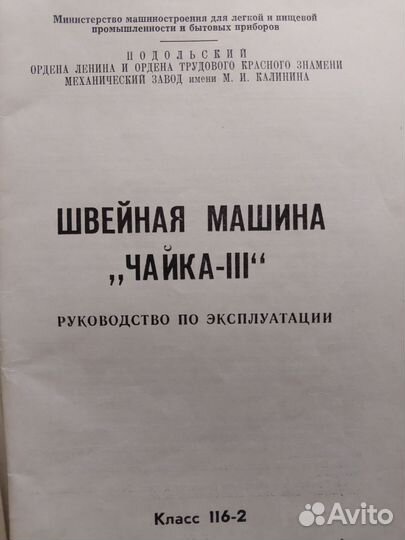 Министерство машиностроения для легкой и пищевой
промышленности и бытовых приборов
ПОДОЛЬСКИЙ
ОРДЕНА ЛЕНИНА И ОРДЕНА ТРУДОВОГО КРАСНОГО ЗНАМЕНИ
МЕХАНИЧЕСКИЙ ЗАВОД имени М. И. КАЛИНИНА
ШВЕЙНАЯ МАШИНА
„ЧАЙКА-III“
РУКОВОДСТВО ПО ЭКСПЛУАТАЦИИ
Класс 116-2
Avito